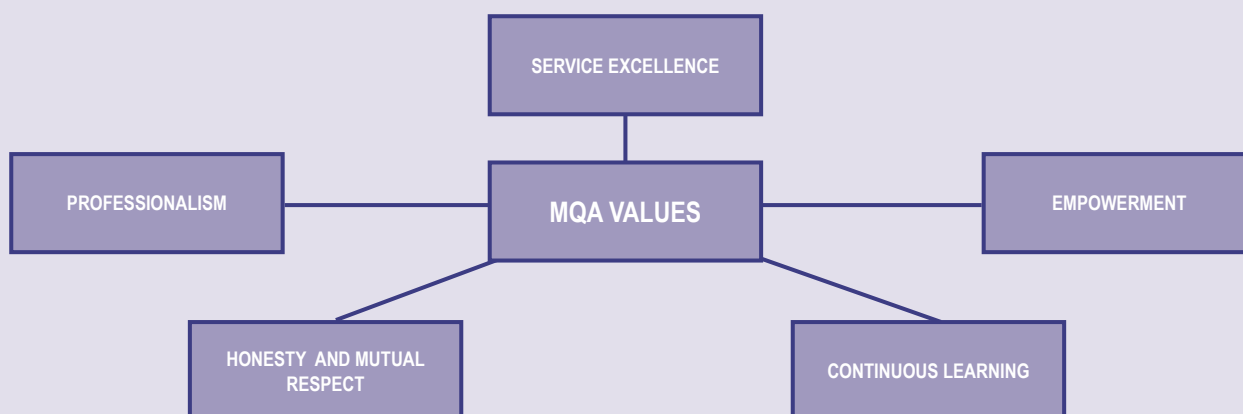 SERVICE EXCELLENCE
PROFESSIONALISM
MQA VALUES
EMPOWERMENT
HONESTY AND MUTUAL
RESPECT
CONTINUOUS LEARNING